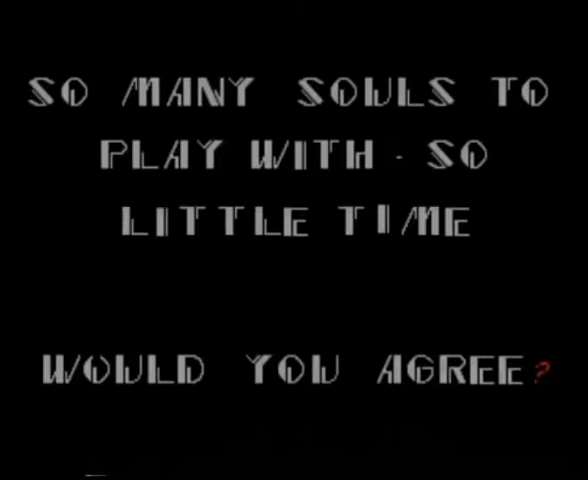 SO MANY SOULS TO
PLAY WITH - SO
LITTLE TIME
WOULD YOU AGREE?